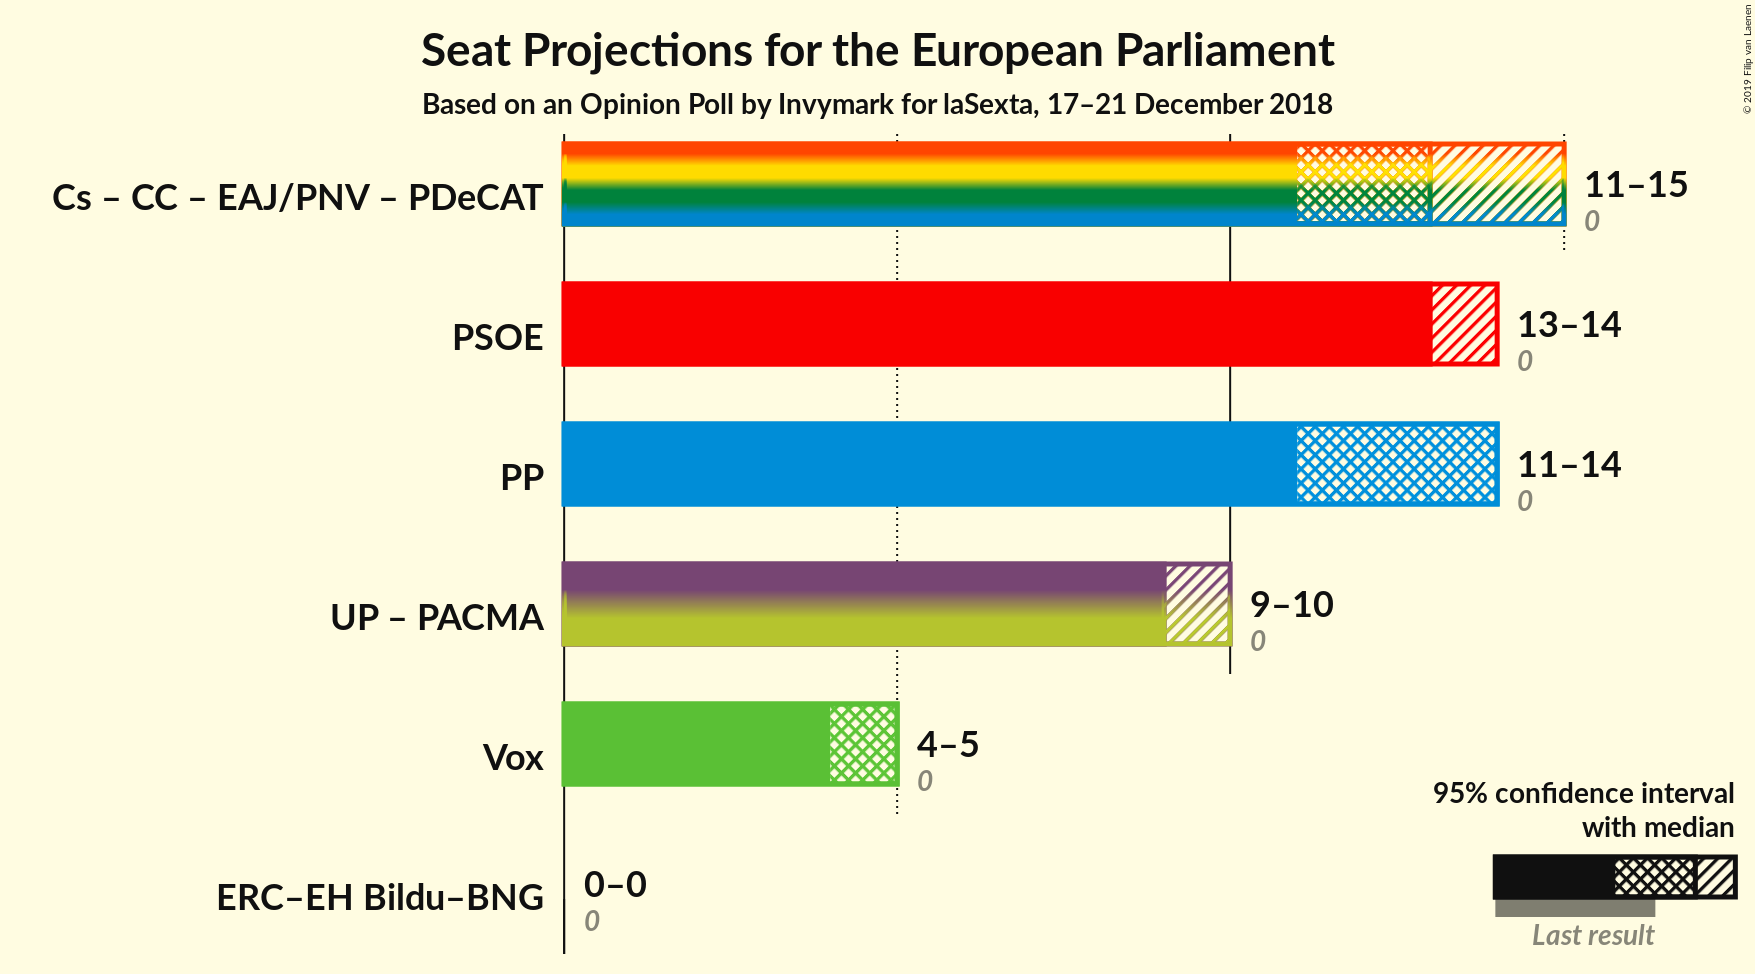 Seat Projections for the European Parliament
Based on an Opinion Poll by Invymark for laSexta, 17–21 December 2018
© 2019 Filip van Laenen
Cs – CC – EAJ/PNV – PDeCAT
11–15
0
PSOE
13–14
0
PP
11–14
0
UP – PACMA
9–10
0
Vox
4–5
0
ERC–EH Bildu–BNG
0–0
0
95% confidence interval
with median
Last result